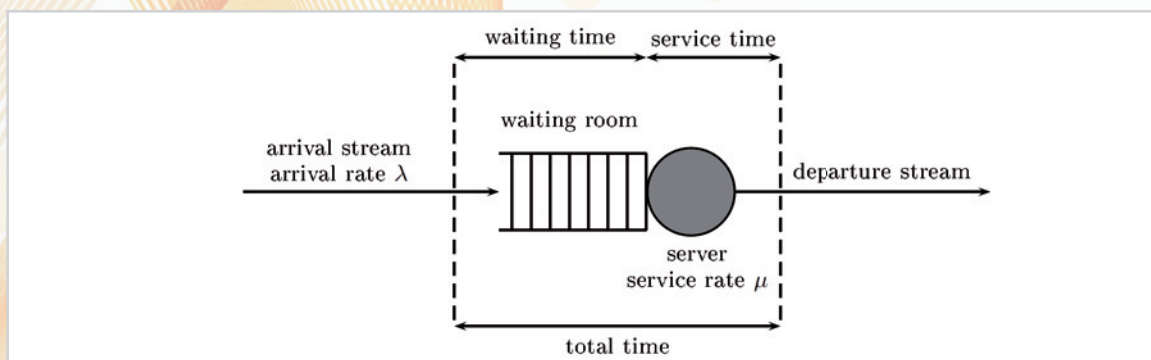 waiting time
service time
waiting room
arrival stream
arrival rate λ
departure stream
server
service rate μ
total time